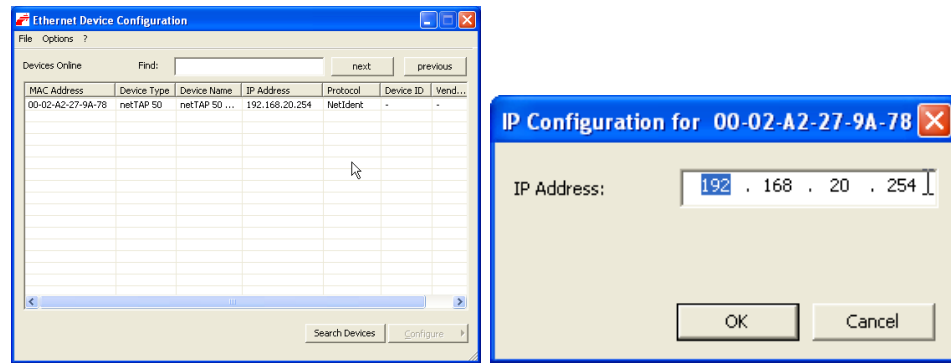 Ethernet Device Configuration
File Options ?
Devices Online Find: next previous
MAC Address Device Type Device Name IP Address Protocol Device ID Vend...
00-02-A2-27-9A-78 netTAP 50 netTAP 50 ... 192.168.20.254 NetIdent - -
Search Devices Configure
IP Configuration for 00-02-A2-27-9A-78
IP Address: 192 . 168 . 20 . 254
OK Cancel